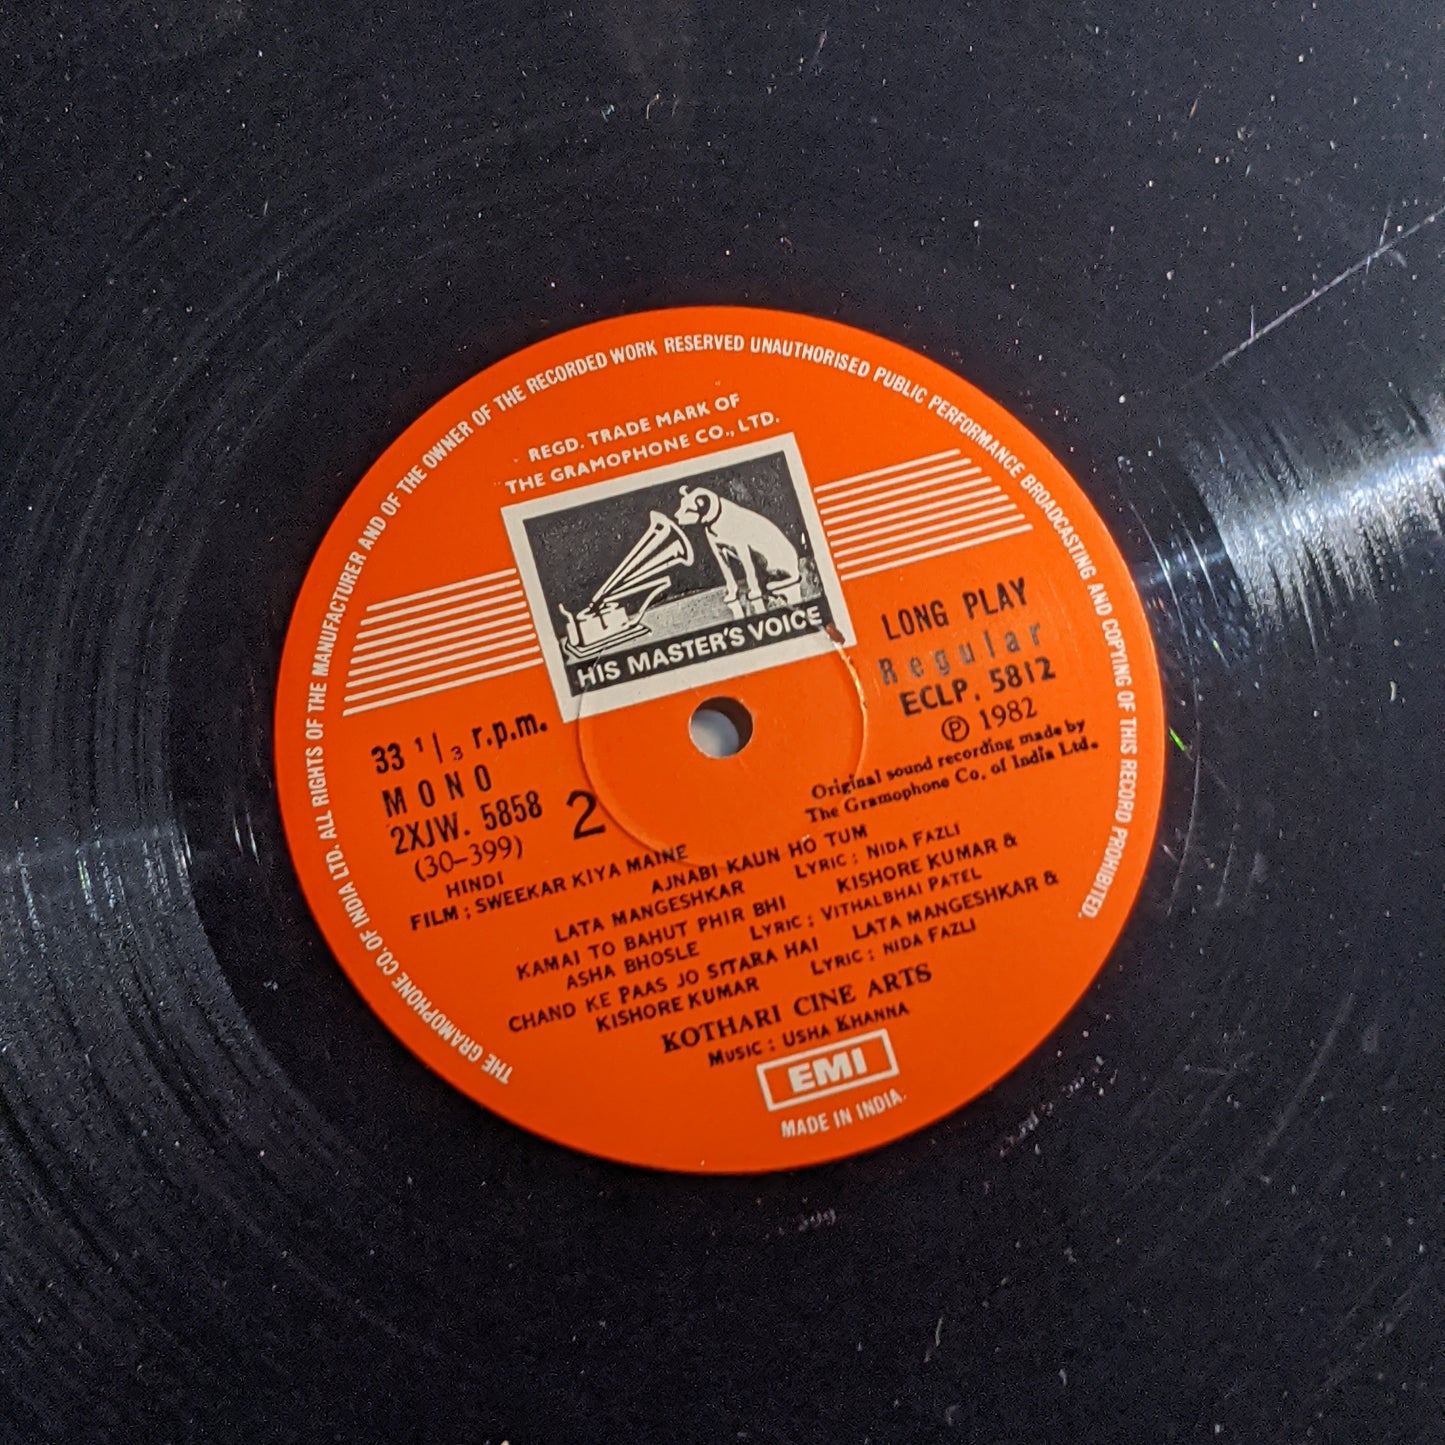 THE GRAMOPHONE CO. OF INDIA LTD. ALL RIGHTS OF THE MANUFACTURER AND OF THE OWNER OF THE RECORDED WORK RESERVED UNAUTHORISED PUBLIC PERFORMANCE BROADCASTING AND COPYING OF THIS RECORD PROHIBITED.
REGD. TRADE MARK OF
THE GRAMOPHONE CO., LTD.
HIS MASTER'S VOICE
LONG PLAY
Regular
ECLP. 5812
℗ 1982
Original sound recording made by
The Gramophone Co. of India Ltd.
33 1/3 r.p.m.
MONO
2XJW. 5858
(30-399)
2
HINDI
FILM : SWEEKAR KIYA MAINE
AJNABI KAUN HO TUM
LATA MANGESHKAR LYRIC : NIDA FAZLI
KAMAI TO BAHUT PHIR BHI KISHORE KUMAR &
ASHA BHOSLE LYRIC : VITHALBHAI PATEL
CHAND KE PAAS JO SITARA HAI LATA MANGESHKAR &
KISHORE KUMAR LYRIC : NIDA FAZLI
KOTHARI CINE ARTS
MUSIC : USHA KHANNA
EMI
MADE IN INDIA.